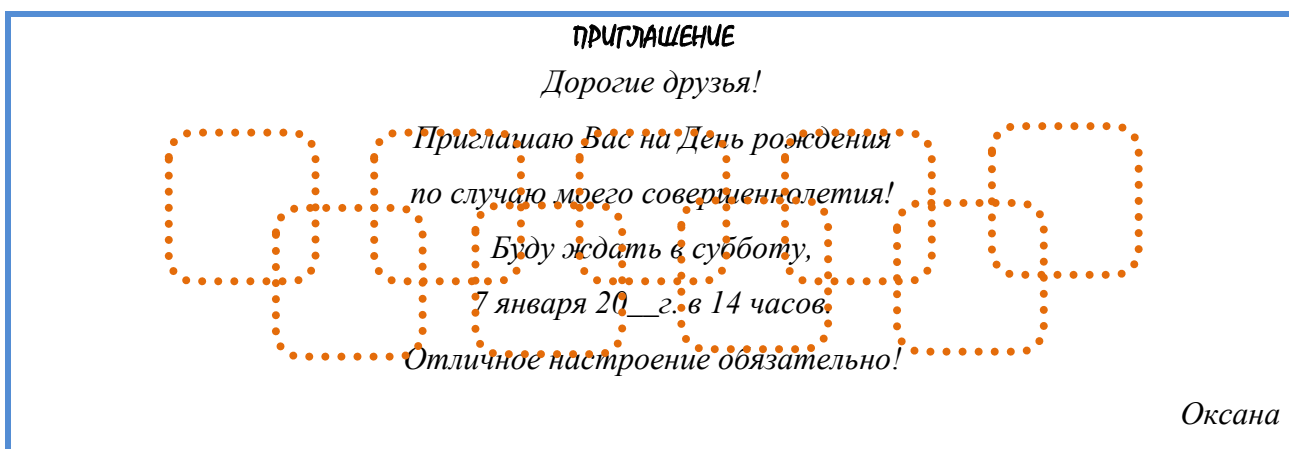 ПРИГЛАШЕНИЕ
Дорогие друзья!
Приглашаю Вас на День рождения
по случаю моего совершеннолетия!
Буду ждать в субботу,
7 января 20__г. в 14 часов.
Отличное настроение обязательно!
Оксана